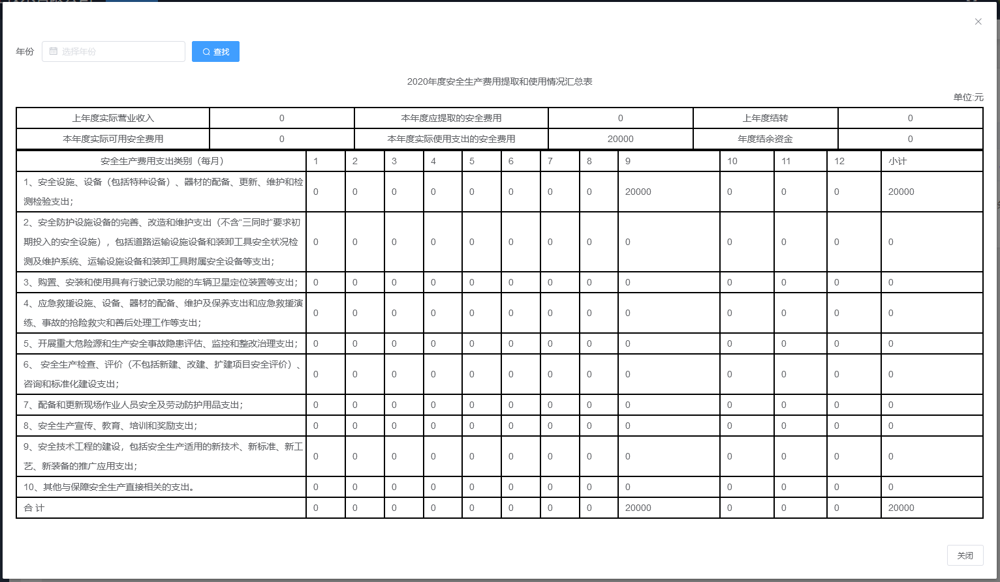 年份 选择年份 查找
2020年度安全生产费用提取和使用情况汇总表
单位:元
上年度实际营业收入 0 本年度应提取的安全费用 0 上年度结转 0
本年度实际可用安全费用 0 本年度实际使用支出的安全费用 20000 年度结余资金 0
安全生产费用支出类别（每月） 1 2 3 4 5 6 7 8 9 10 11 12 小计
1、安全设施、设备（包括特种设备）、器材的配备、更新、维护和检
测检验支出； 0 0 0 0 0 0 0 0 20000 0 0 0 20000
2、安全防护设施设备的完善、改造和维护支出（不含“三同时”要求初
期投入的安全设施），包括道路运输设施设备和装卸工具安全状况检 0 0 0 0 0 0 0 0 0 0 0 0 0
测及维护系统、运输设施设备和装卸工具附属安全设备等支出；
3、购置、安装和使用具有行驶记录功能的车辆卫星定位装置等支出； 0 0 0 0 0 0 0 0 0 0 0 0 0
4、应急救援设施、设备、器材的配备、维护及保养支出和应急救援演
练、事故的抢险救灾和善后处理工作等支出； 0 0 0 0 0 0 0 0 0 0 0 0 0
5、开展重大危险源和生产安全事故隐患评估、监控和整改治理支出； 0 0 0 0 0 0 0 0 0 0 0 0 0
6、 安全生产检查、评价（不包括新建、改建、扩建项目安全评价）、
咨询和标准化建设支出； 0 0 0 0 0 0 0 0 0 0 0 0 0
7、配备和更新现场作业人员安全及劳动防护用品支出； 0 0 0 0 0 0 0 0 0 0 0 0 0
8、安全生产宣传、教育、培训和奖励支出； 0 0 0 0 0 0 0 0 0 0 0 0 0
9、安全技术工程的建设，包括安全生产适用的新技术、新标准、新工
艺、新装备的推广应用支出； 0 0 0 0 0 0 0 0 0 0 0 0 0
10、其他与保障安全生产直接相关的支出。 0 0 0 0 0 0 0 0 0 0 0 0 0
合 计 0 0 0 0 0 0 0 0 20000 0 0 0 20000
关闭